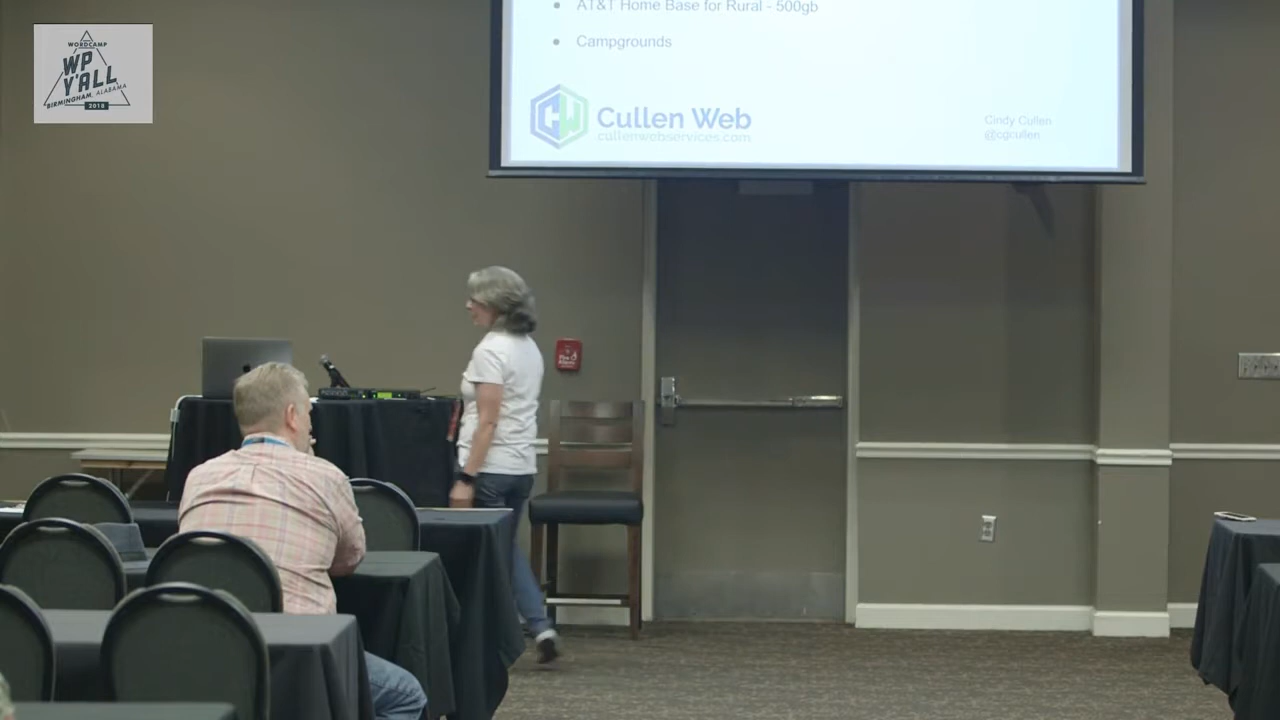 WORDCAMP
WP
Y'ALL
BIRMINGHAM, ALABAMA
2018
AT&T Home Base for Rural - 500gb
Campgrounds
CW
Cullen Web
cullenwebservices.com
Cindy Cullen
@cgcullen